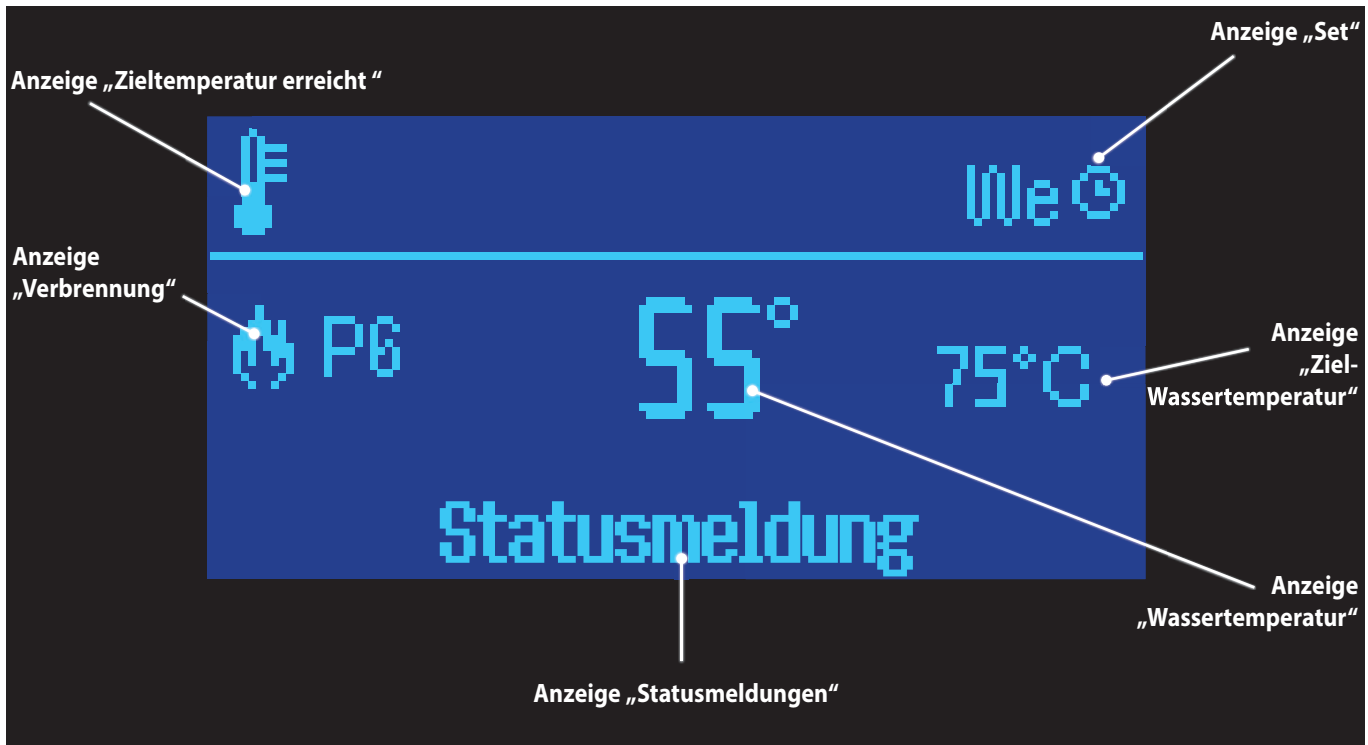 Anzeige „Set“
Anzeige „Zieltemperatur erreicht “
We
Anzeige
„Verbrennung“
P6
55°
75°C
Anzeige
„Ziel-
Wassertemperatur“
Statusmeldung
Anzeige
„Wassertemperatur“
Anzeige „Statusmeldungen“